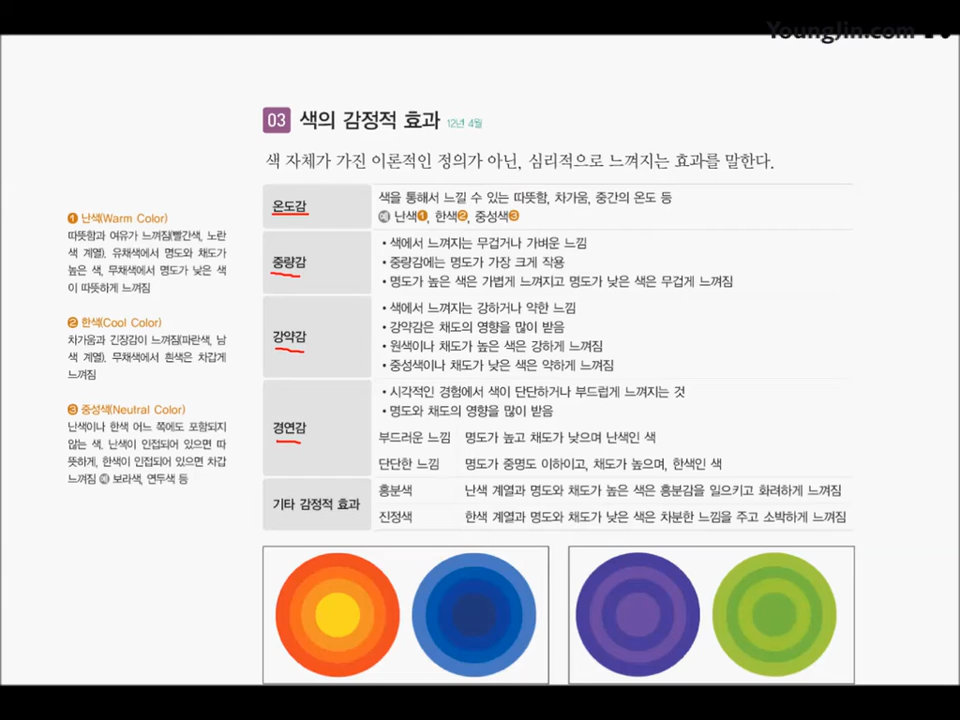 YoungJin.com
03 색의 감정적 효과 12년 4월
색 자체가 가진 이론적인 정의가 아닌, 심리적으로 느껴지는 효과를 말한다.
❶ 난색(Warm Color)
따뜻함과 여유가 느껴짐(빨간색, 노란
색 계열). 유채색에서 명도와 채도가
높은 색, 무채색에서 명도가 낮은 색
이 따뜻하게 느껴짐
❷ 한색(Cool Color)
차가움과 긴장감이 느껴짐(파란색, 남
색 계열). 무채색에서 흰색은 차갑게
느껴짐
❸ 중성색(Neutral Color)
난색이나 한색 어느 쪽에도 포함되지
않는 색. 난색이 인접되어 있으면 따
뜻하게, 한색이 인접되어 있으면 차갑
게 느껴짐 예 보라색, 연두색 등
온도감
색을 통해서 느낄 수 있는 따뜻함, 차가움, 중간의 온도 등
예 난색❶, 한색❷, 중성색❸
중량감
• 색에서 느껴지는 무겁거나 가벼운 느낌
• 중량감에는 명도가 가장 크게 작용
• 명도가 높은 색은 가볍게 느껴지고 명도가 낮은 색은 무겁게 느껴짐
강약감
• 색에서 느껴지는 강하거나 약한 느낌
• 강약감은 채도의 영향을 많이 받음
• 원색이나 채도가 높은 색은 강하게 느껴짐
• 중성색이나 채도가 낮은 색은 약하게 느껴짐
경연감
• 시각적인 경험에서 색이 단단하거나 부드럽게 느껴지는 것
• 명도와 채도의 영향을 많이 받음
부드러운 느낌 명도가 높고 채도가 낮으며 난색인 색
단단한 느낌 명도가 중명도 이하이고, 채도가 높으며, 한색인 색
기타 감정적 효과
흥분색 난색 계열과 명도와 채도가 높은 색은 흥분감을 일으키고 화려하게 느껴짐
진정색 한색 계열과 명도와 채도가 낮은 색은 차분한 느낌을 주고 소박하게 느껴짐